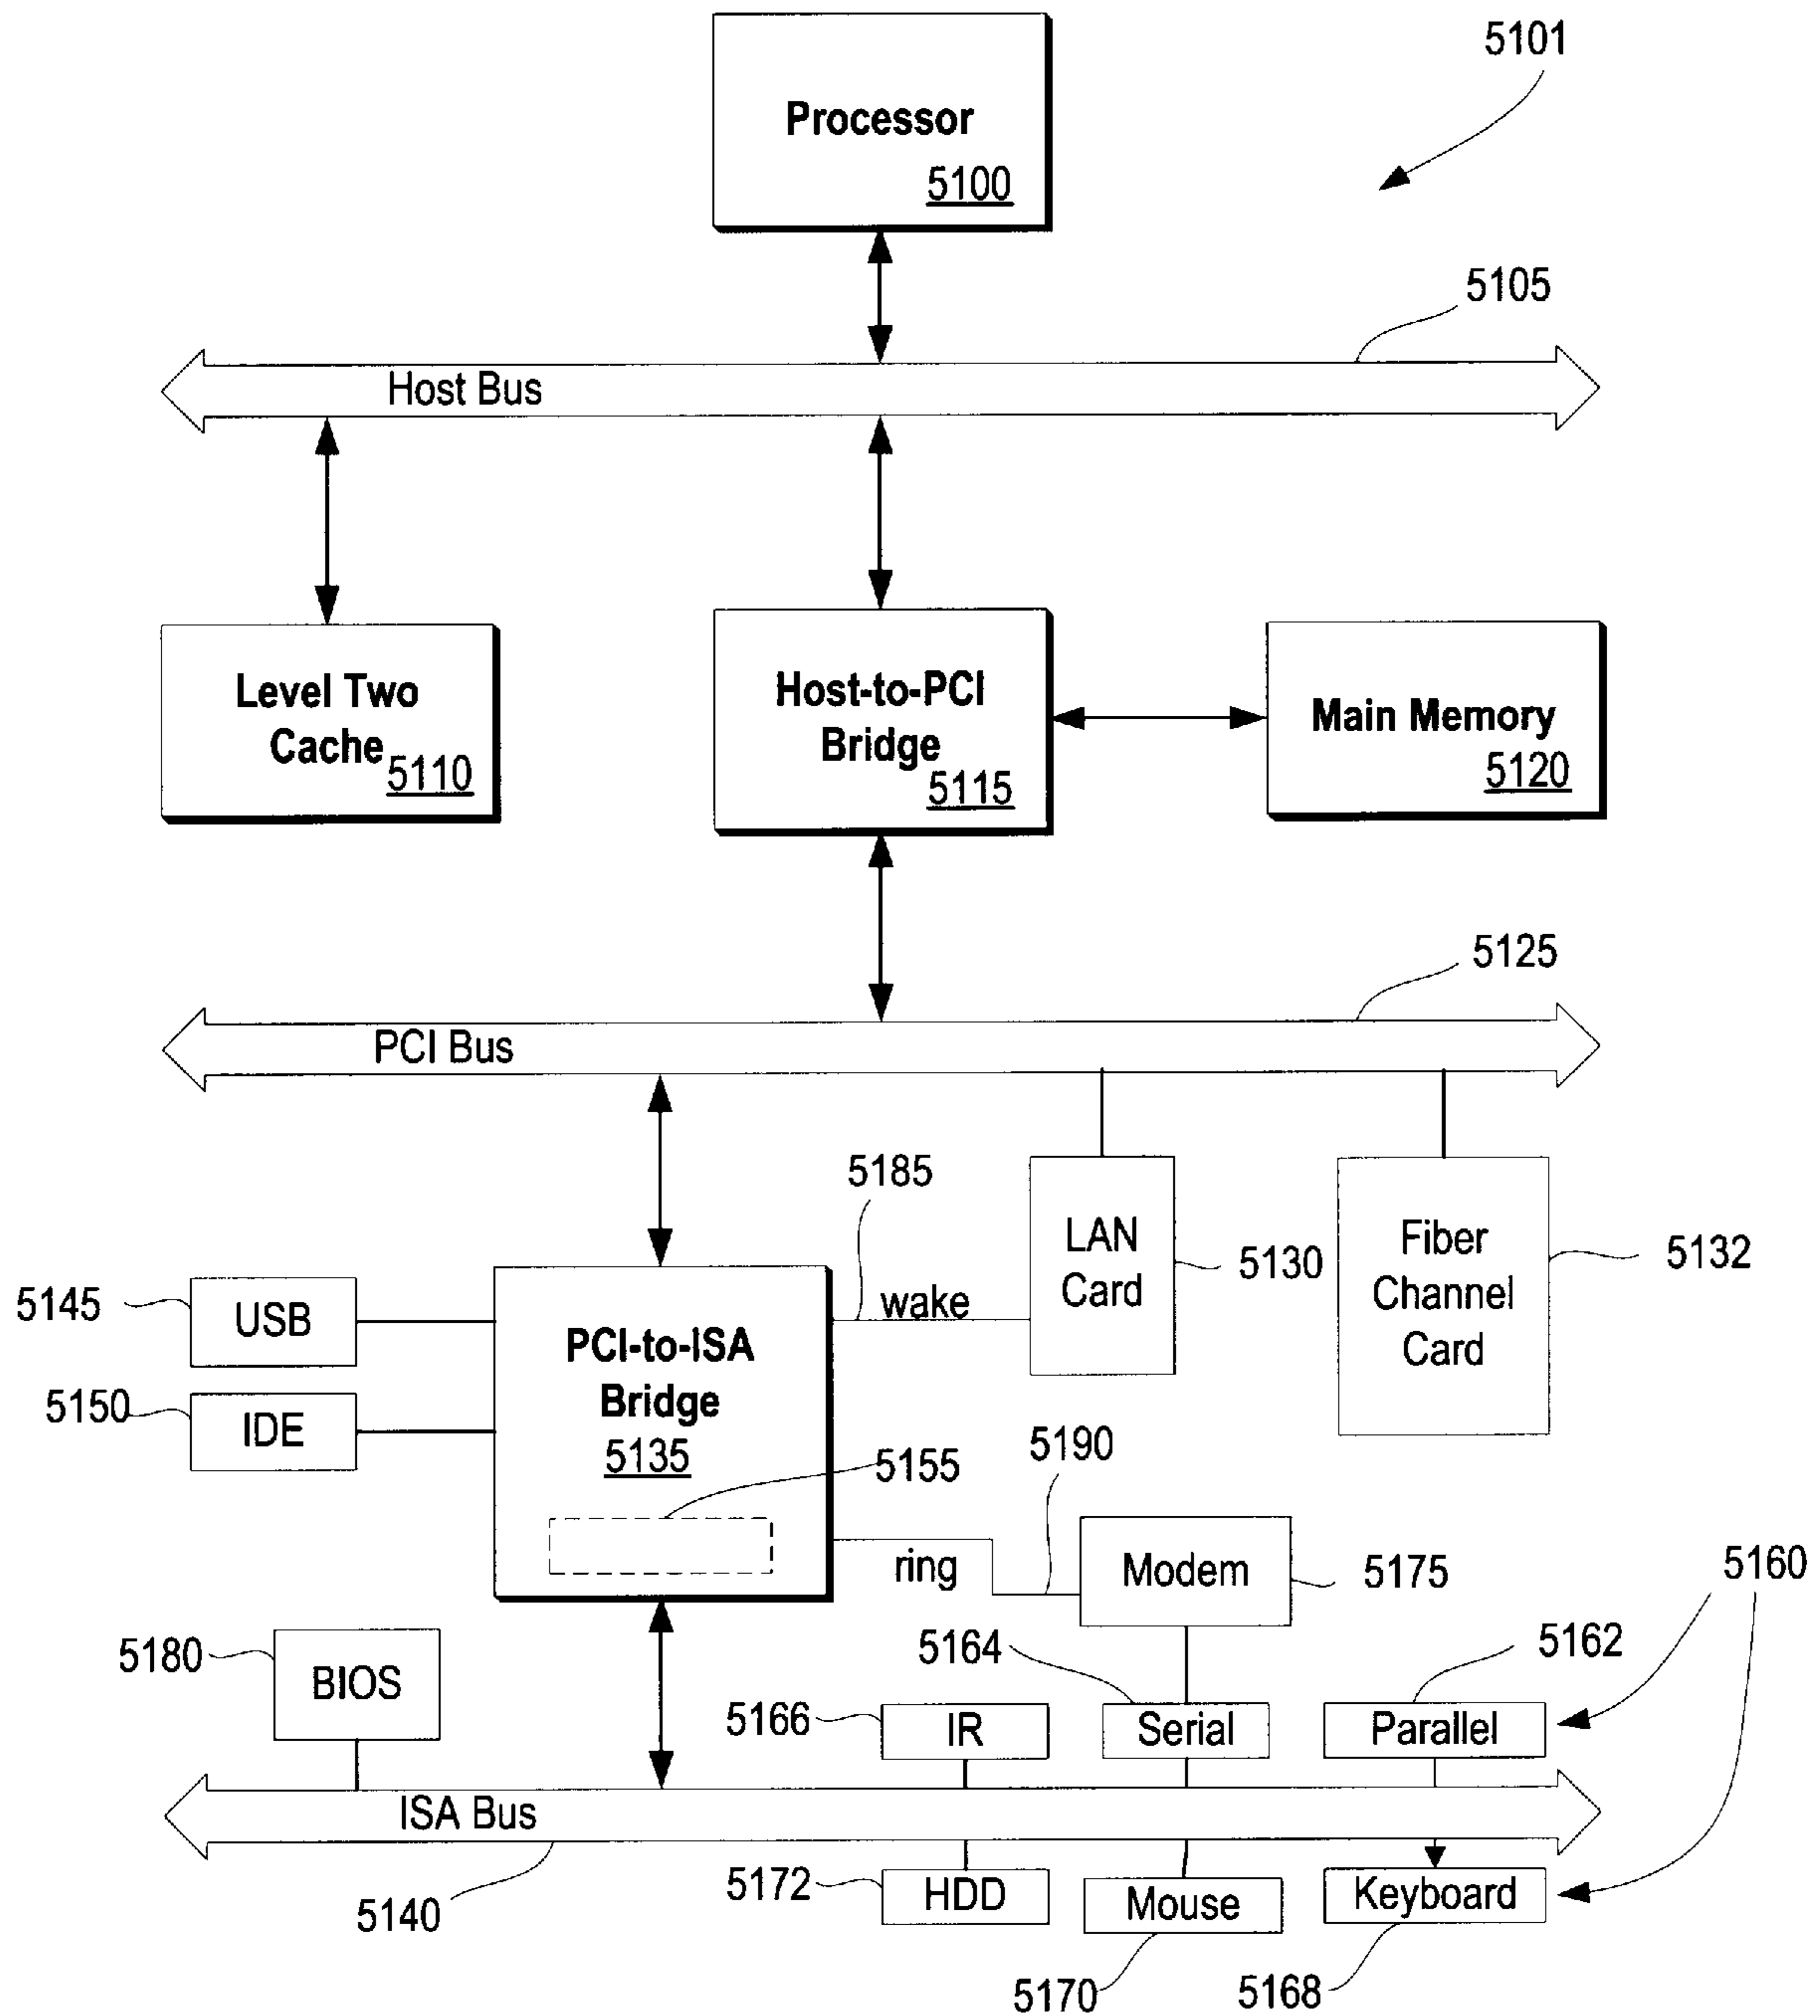 5101
Processor
5100
5105
Host Bus
Level Two
Cache
5110
Host-to-PCI
Bridge
5115
Main Memory
5120
5125
PCI Bus
5185
LAN
Card
5130
Fiber
Channel
Card
5132
5145
USB
wake
PCI-to-ISA
Bridge
5135
5150
IDE
5155
5190
ring
Modem
5175
5160
5180
BIOS
5164
5162
5166
IR
Serial
Parallel
ISA Bus
5140
5172
HDD
Mouse
Keyboard
5170
5168